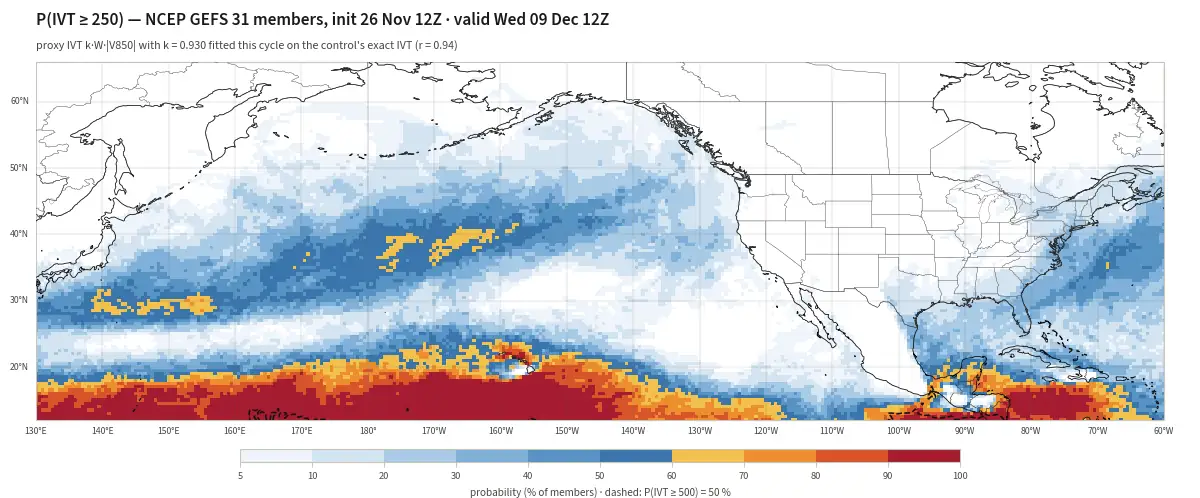 P(IVT ≥ 250) — NCEP GEFS 31 members, init 26 Nov 12Z · valid Wed 09 Dec 12Z
proxy IVT k·W·|V850| with k = 0.930 fitted this cycle on the control's exact IVT (r = 0.94)
60°N
50°N
40°N
30°N
20°N
130°E 140°E 150°E 160°E 170°E 180° 170°W 160°W 150°W 140°W 130°W 120°W 110°W 100°W 90°W 80°W 70°W 60°W
5 10 20 30 40 50 60 70 80 90 100
probability (% of members) · dashed: P(IVT ≥ 500) = 50 %